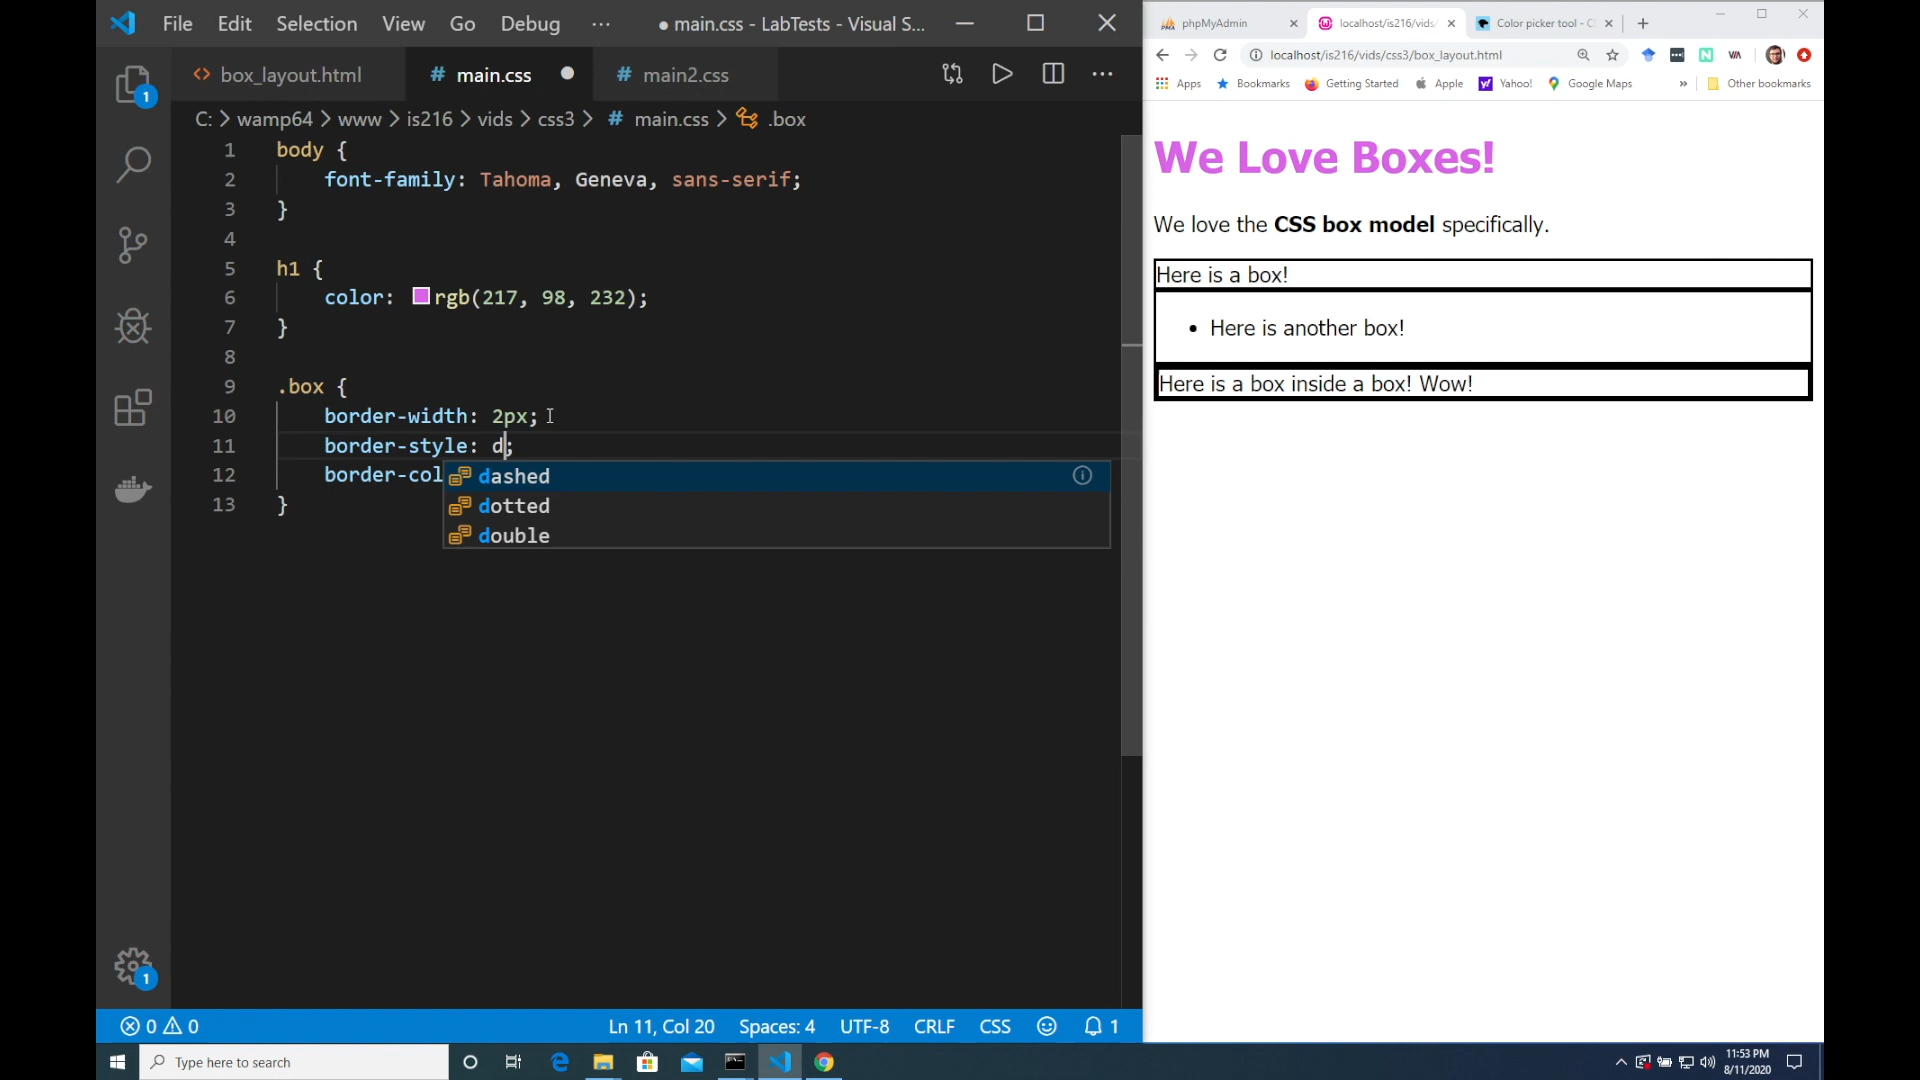 File Edit Selection View Go Debug ··· ● main.css - LabTests - Visual S...
box_layout.html # main.css # main2.css
C: > wamp64 > www > is216 > vids > css3 > # main.css > .box
1 body {
2 font-family: Tahoma, Geneva, sans-serif;
3 }
4
5 h1 {
6 color: rgb(217, 98, 232);
7 }
8
9 .box {
10 border-width: 2px;
11 border-style: d;
12 border-col
13 }
dashed
dotted
double
1
1
0 0 Ln 11, Col 20 Spaces: 4 UTF-8 CRLF CSS 1
phpMyAdmin localhost/is216/vids/ Color picker tool - C
localhost/is216/vids/css3/box_layout.html
Apps Bookmarks Getting Started Apple Yahoo! Google Maps » Other bookmarks
We Love Boxes!
We love the CSS box model specifically.
Here is a box!
• Here is another box!
Here is a box inside a box! Wow!
Type here to search
11:53 PM
8/11/2020